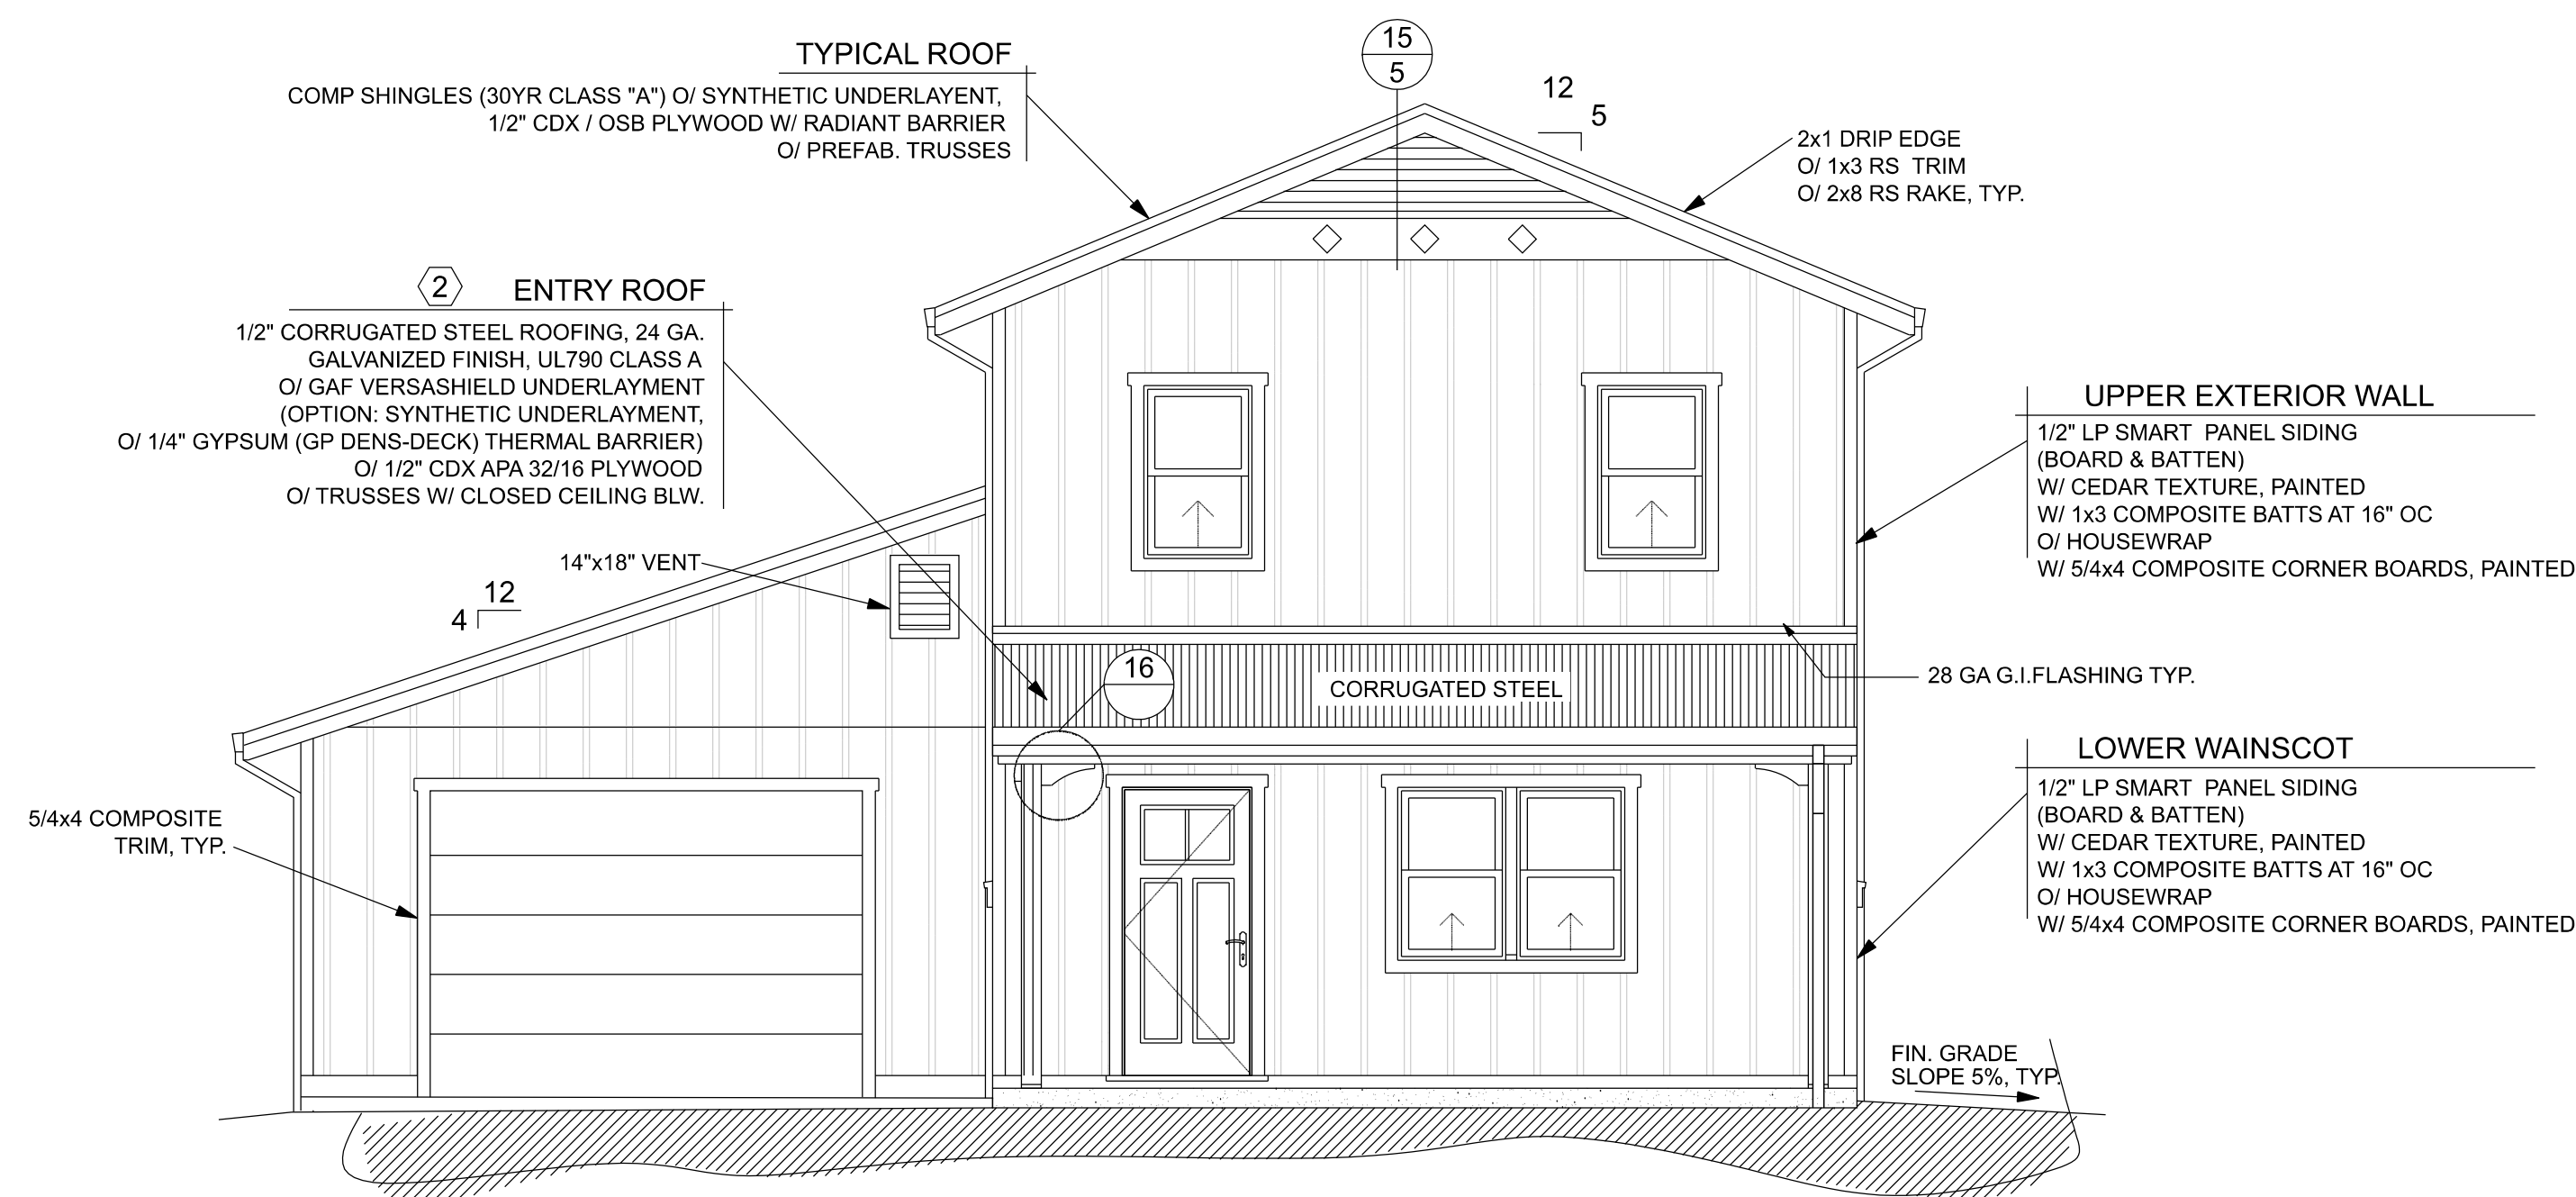 15
5
TYPICAL ROOF
COMP SHINGLES (30YR CLASS "A") O/ SYNTHETIC UNDERLAYENT,
1/2" CDX / OSB PLYWOOD W/ RADIANT BARRIER
O/ PREFAB. TRUSSES
12
5
2x1 DRIP EDGE
O/ 1x3 RS TRIM
O/ 2x8 RS RAKE, TYP.
2 ENTRY ROOF
1/2" CORRUGATED STEEL ROOFING, 24 GA.
GALVANIZED FINISH, UL790 CLASS A
O/ GAF VERSASHIELD UNDERLAYMENT
(OPTION: SYNTHETIC UNDERLAYMENT,
O/ 1/4" GYPSUM (GP DENS-DECK) THERMAL BARRIER)
O/ 1/2" CDX APA 32/16 PLYWOOD
O/ TRUSSES W/ CLOSED CEILING BLW.
UPPER EXTERIOR WALL
1/2" LP SMART PANEL SIDING
(BOARD & BATTEN)
W/ CEDAR TEXTURE, PAINTED
W/ 1x3 COMPOSITE BATTS AT 16" OC
O/ HOUSEWRAP
W/ 5/4x4 COMPOSITE CORNER BOARDS, PAINTED
14"x18" VENT
12
4
16
CORRUGATED STEEL
28 GA G.I.FLASHING TYP.
LOWER WAINSCOT
1/2" LP SMART PANEL SIDING
(BOARD & BATTEN)
W/ CEDAR TEXTURE, PAINTED
W/ 1x3 COMPOSITE BATTS AT 16" OC
O/ HOUSEWRAP
W/ 5/4x4 COMPOSITE CORNER BOARDS, PAINTED
5/4x4 COMPOSITE
TRIM, TYP.
FIN. GRADE
SLOPE 5%, TYP.